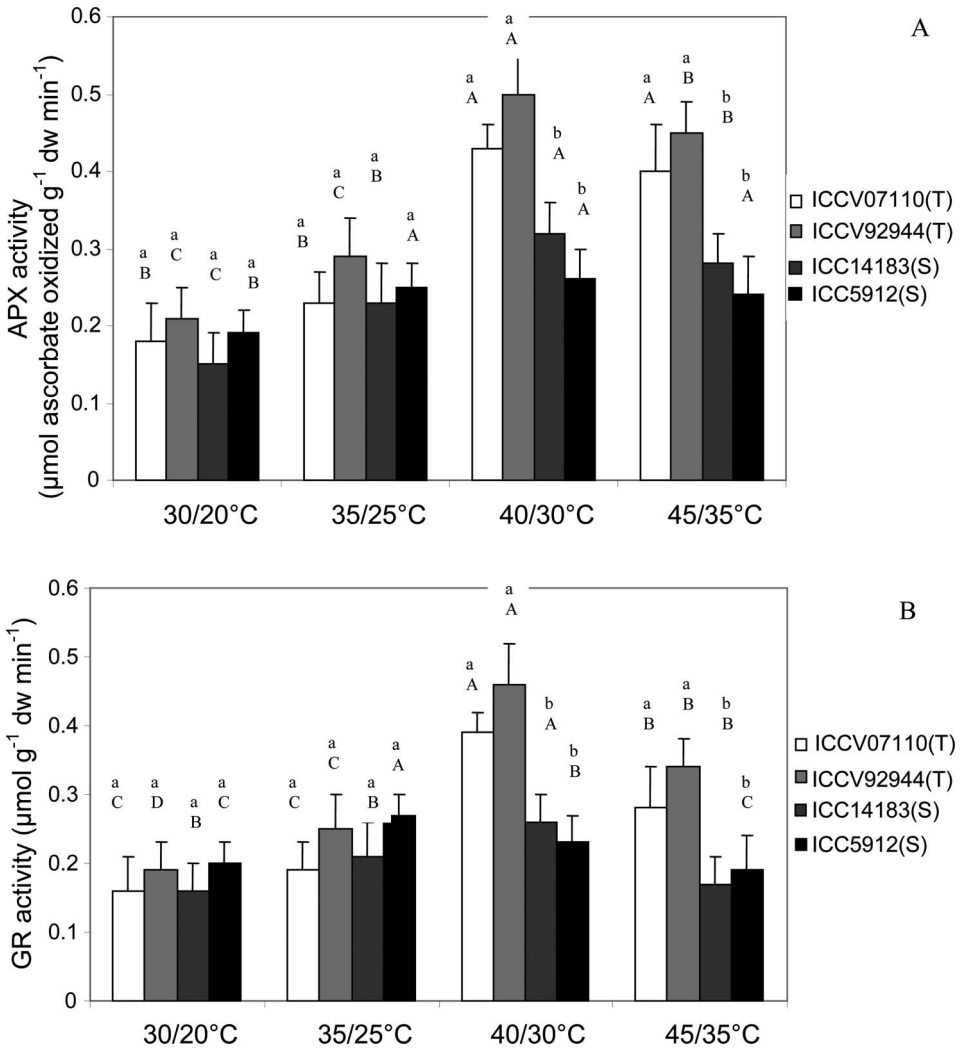 A
0.6
0.5
0.4
0.3
0.2
0.1
0
APX activity
(µmol ascorbate oxidized g-1 dw min-1)
a
B
a
C
a
C
a
B
a
B
a
C
a
B
a
A
a
A
a
A
b
A
b
A
a
A
a
B
b
B
b
A
30/20°C 35/25°C 40/30°C 45/35°C
ICCV07110(T)
ICCV92944(T)
ICC14183(S)
ICC5912(S)
B
0.6
0.5
0.4
0.3
0.2
0.1
0
GR activity (µmol g-1 dw min-1)
a
C
a
D
a
B
a
C
a
C
a
C
a
B
a
A
a
A
a
A
b
A
b
B
a
B
a
B
b
B
b
C
30/20°C 35/25°C 40/30°C 45/35°C
ICCV07110(T)
ICCV92944(T)
ICC14183(S)
ICC5912(S)